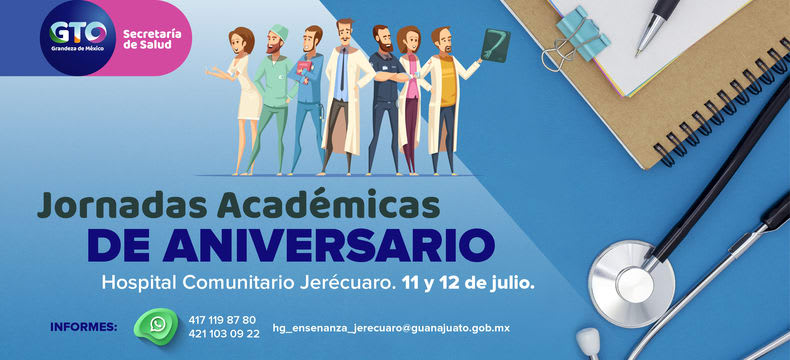 GTO
Grandeza de México
Secretaría
de Salud
Jornadas Académicas
DE ANIVERSARIO
Hospital Comunitario Jerécuaro. 11 y 12 de julio.
INFORMES:
417 119 87 80
421 103 09 22
hg_ensenanza_jerecuaro@guanajuato.gob.mx